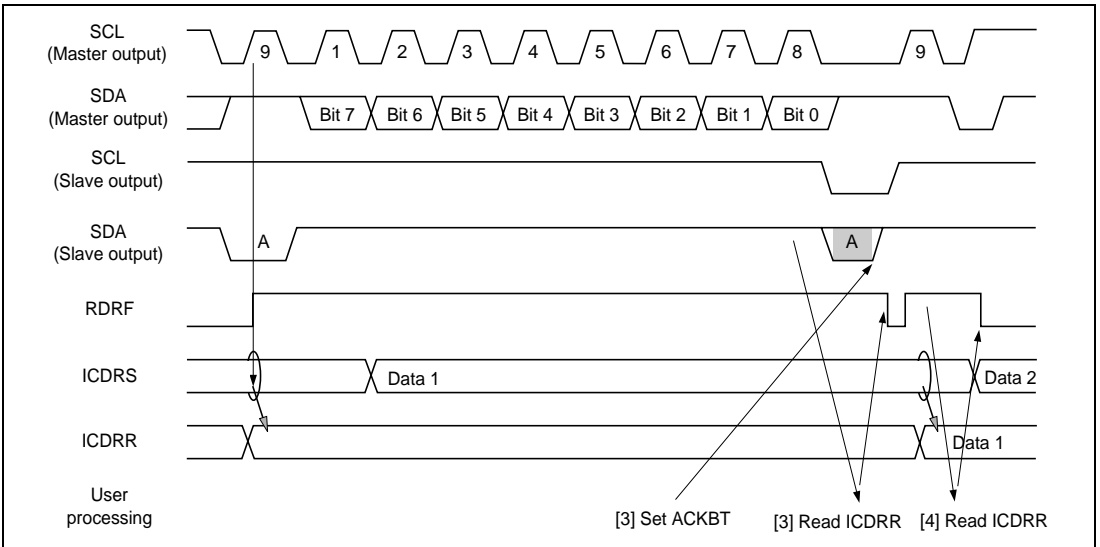 SCL
(Master output)
9 1 2 3 4 5 6 7 8 9
SDA
(Master output)
Bit 7 Bit 6 Bit 5 Bit 4 Bit 3 Bit 2 Bit 1 Bit 0
SCL
(Slave output)
SDA
(Slave output)
A A
RDRF
ICDRS
Data 1 Data 2
ICDRR
Data 1
User
processing
[3] Set ACKBT [3] Read ICDRR [4] Read ICDRR